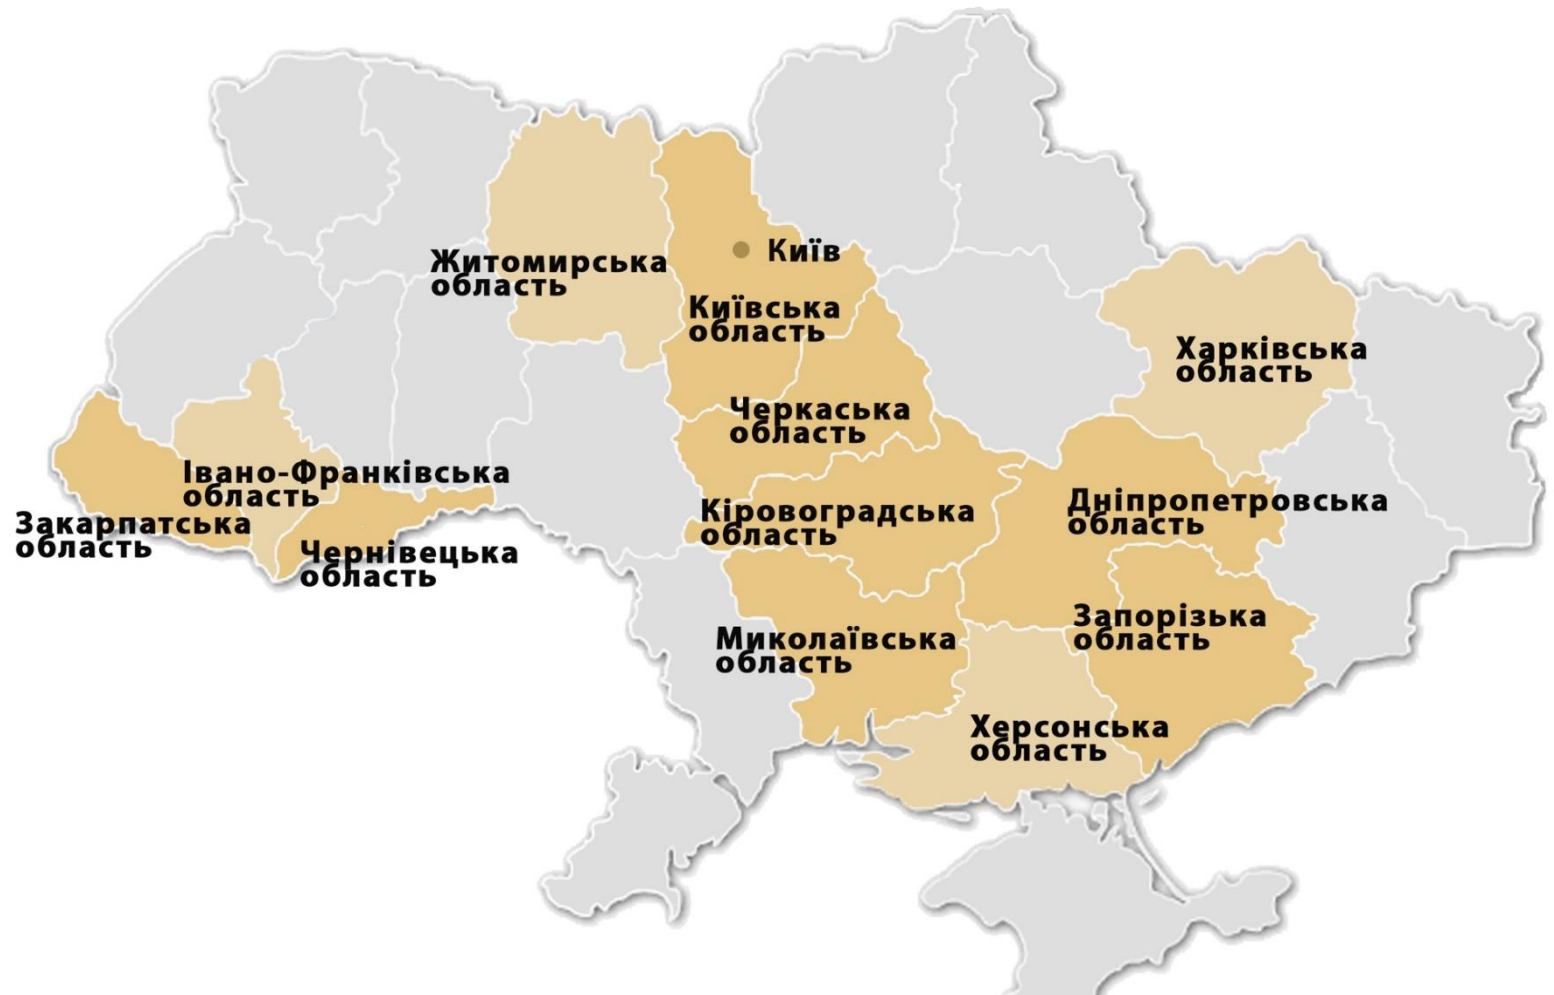 Київ
Житомирська
область
Київська
область
Харківська
область
Черкаська
область
Івано-Франківська
область
Закарпатська
область
Чернівецька
область
Кіровоградська
область
Дніпропетровська
область
Миколаївська
область
Запорізька
область
Херсонська
область